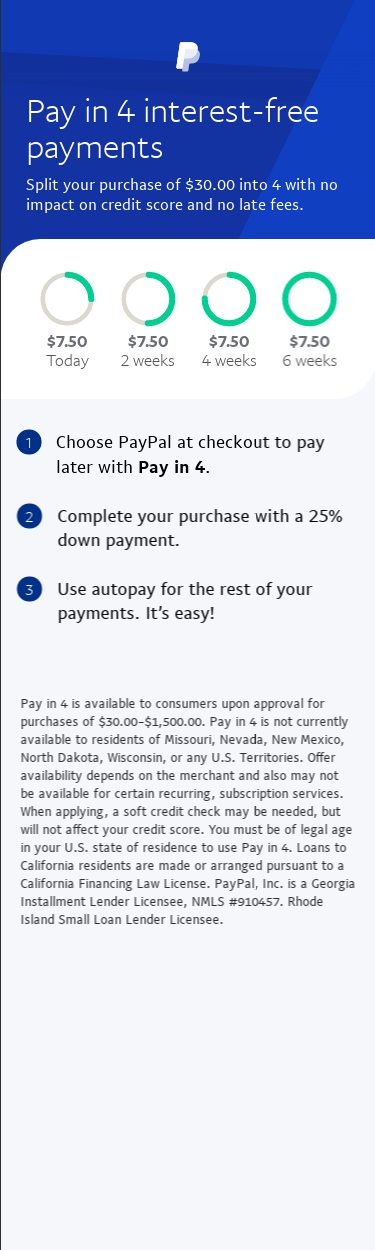 Pay in 4 interest-free
payments
Split your purchase of $30.00 into 4 with no
impact on credit score and no late fees.
$7.50 $7.50 $7.50 $7.50
Today 2 weeks 4 weeks 6 weeks
1 Choose PayPal at checkout to pay
later with Pay in 4.
2 Complete your purchase with a 25%
down payment.
3 Use autopay for the rest of your
payments. It’s easy!
Pay in 4 is available to consumers upon approval for
purchases of $30.00–$1,500.00. Pay in 4 is not currently
available to residents of Missouri, Nevada, New Mexico,
North Dakota, Wisconsin, or any U.S. Territories. Offer
availability depends on the merchant and also may not
be available for certain recurring, subscription services.
When applying, a soft credit check may be needed, but
will not affect your credit score. You must be of legal age
in your U.S. state of residence to use Pay in 4. Loans to
California residents are made or arranged pursuant to a
California Financing Law License. PayPal, Inc. is a Georgia
Installment Lender Licensee, NMLS #910457. Rhode
Island Small Loan Lender Licensee.